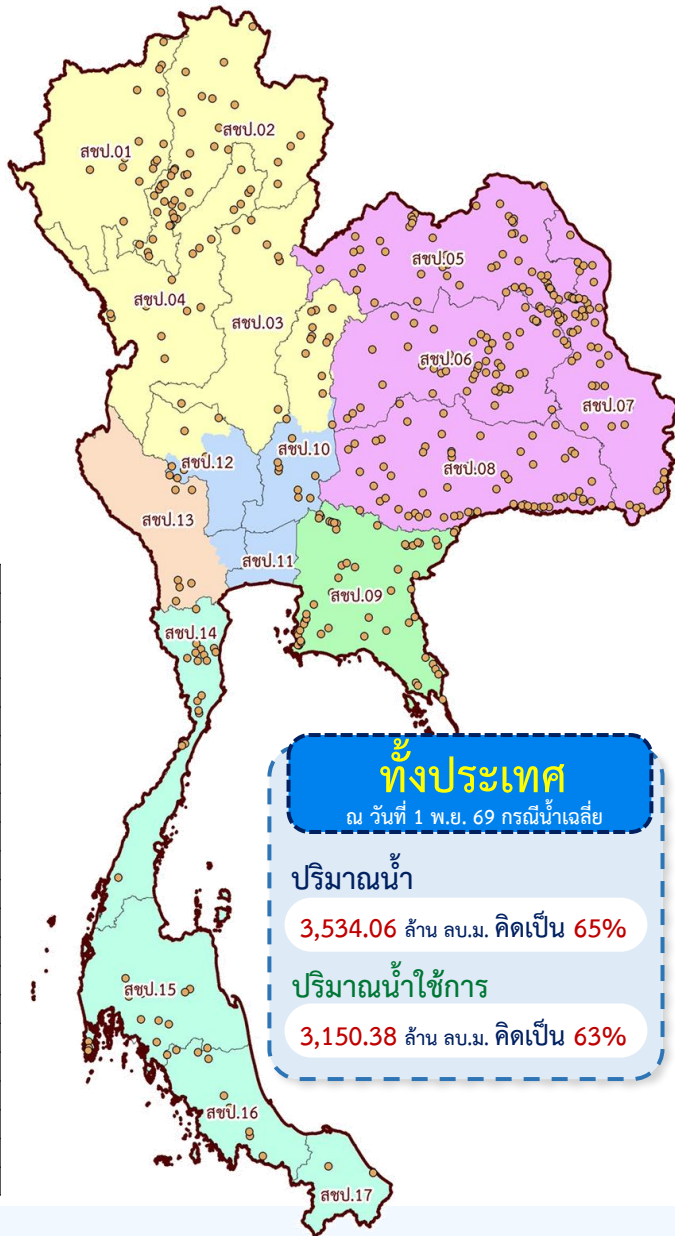 สชป.01
สชป.02
สชป.05
สชป.04
สชป.03
สชป.06
สชป.07
สชป.10
สชป.12
สชป.08
สชป.13
สชป.11
สชป.09
สชป.14
ทั้งประเทศ
ณ วันที่ 1 พ.ย. 69 กรณีน้ำเฉลี่ย
ปริมาณน้ำ
3,534.06 ล้าน ลบ.ม. คิดเป็น 65%
ปริมาณน้ำใช้การ
3,150.38 ล้าน ลบ.ม. คิดเป็น 63%
สชป.15
สชป.16
สชป.17